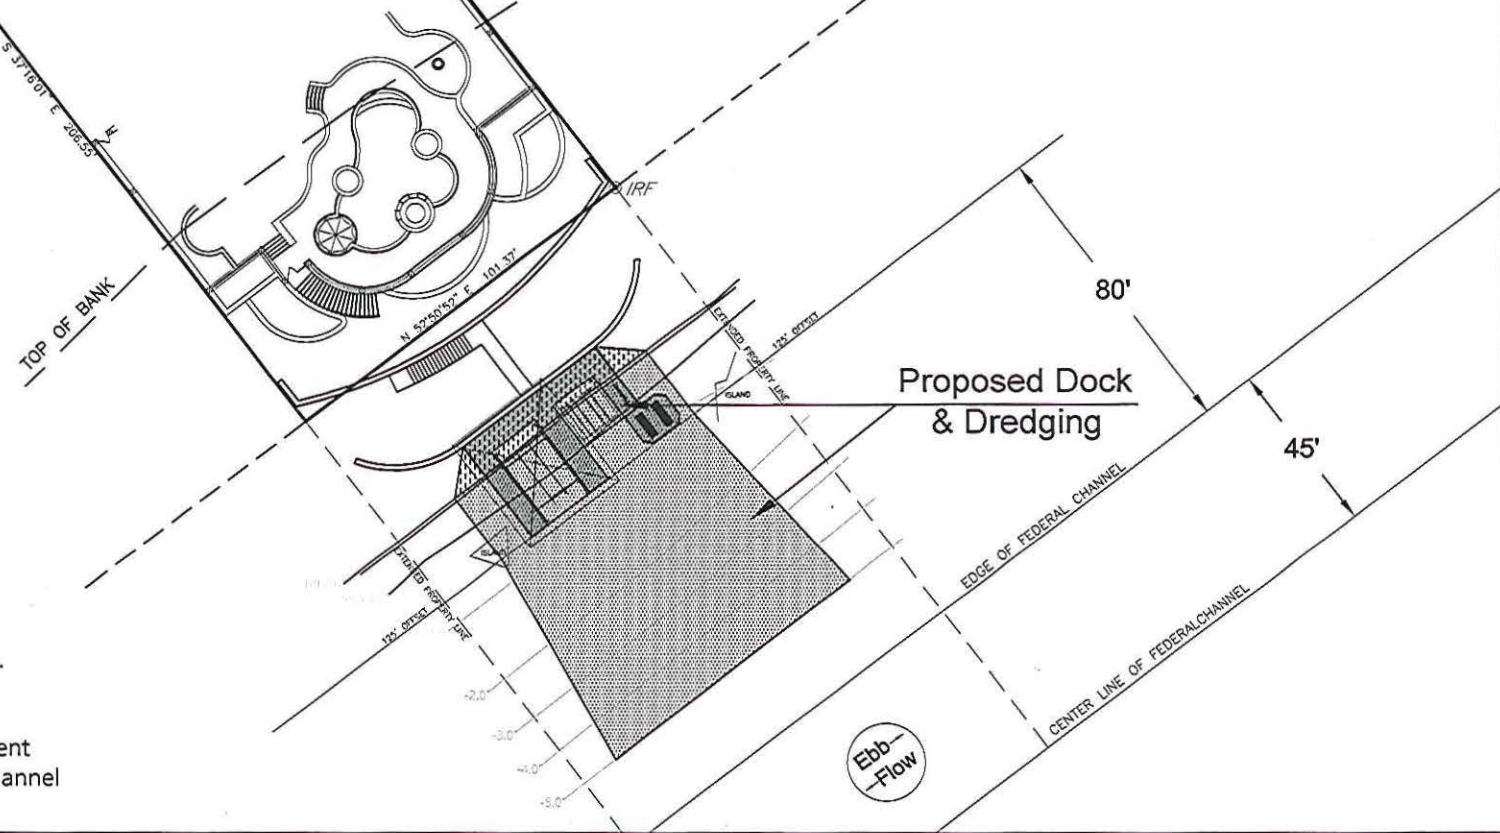 S 37°16'01" E 206.55'
IRF
N 52°50'52" E 101.37'
TOP OF BANK
EXTENDED PROPERTY LINE
125' OFFSET
80'
ISLAND
Proposed Dock
& Dredging
45'
EDGE OF FEDERAL CHANNEL
EXTENDED PROPERTY LINE
125' OFFSET
CENTER LINE OF FEDERALCHANNEL
-2.0'
-3.0'
-4.0'
-5.0'
Ebb
Flow
ent
annel